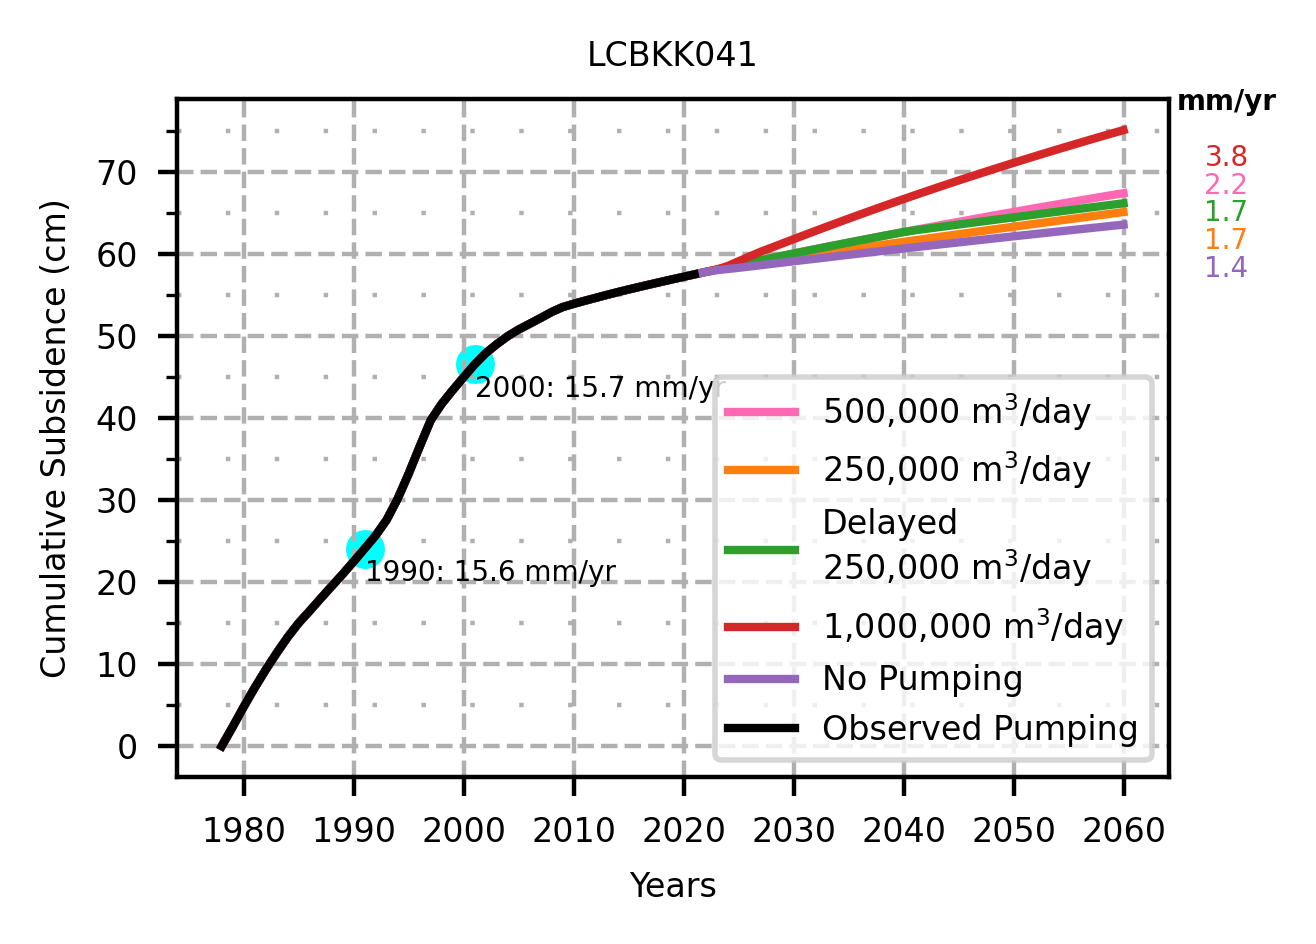 LCBKK041
mm/yr
3.8
2.2
1.7
1.7
1.4
Cumulative Subsidence (cm)
70
60
50
40
30
20
10
0
2000: 15.7 mm/yr
1990: 15.6 mm/yr
500,000 m³/day
250,000 m³/day
Delayed
250,000 m³/day
1,000,000 m³/day
No Pumping
Observed Pumping
1980 1990 2000 2010 2020 2030 2040 2050 2060
Years